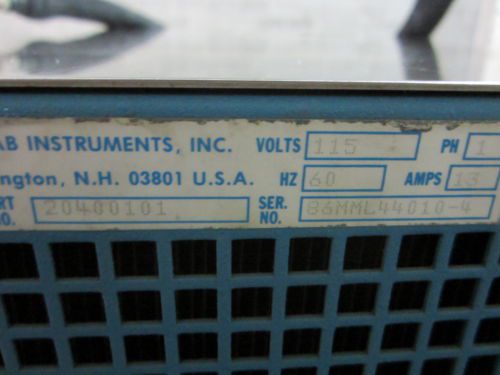 AB INSTRUMENTS, INC. VOLTS 115 PH 1
ngton, N.H. 03801 U.S.A. HZ 60 AMPS 13
RT NO. 20400101 SER. NO. 86MML44010-4